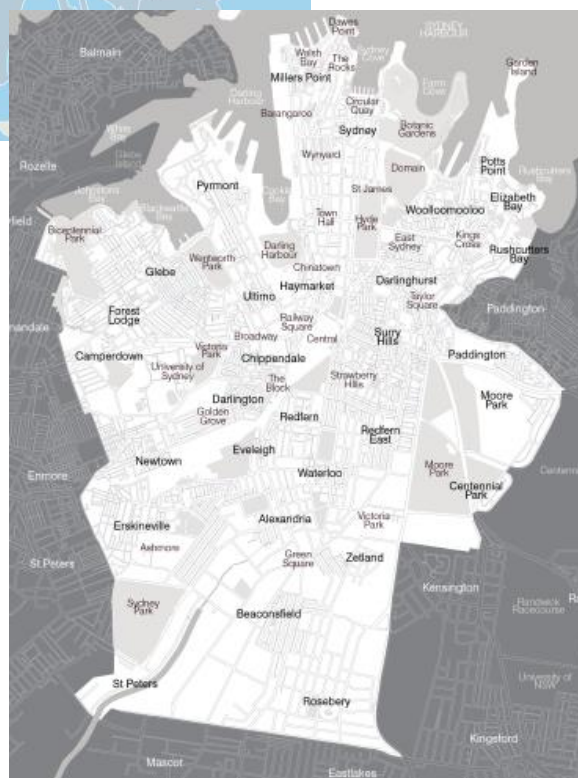 Dawes
Point
SYDNEY
HARBOUR
Balmain
Walsh
Bay
The
Rocks
Sydney
Cove
Garden
Island
Millers Point
Farm
Cove
Darling
Harbour
Circular
Quay
Barangaroo
Sydney
Botanic
Gardens
White
Bay
Glebe
Island
Wynyard
Rozelle
Domain
Potts
Point
Rushcutters
Bay
Johnstons
Bay
Pyrmont
Cockle
Bay
St James
Elizabeth
Bay
Blackwattle
Bay
Woolloomooloo
Bicentennial
Park
Town
Hall
Hyde
Park
East
Sydney
Kings
Cross
Rushcutters
Bay
Wentworth
Park
Darling
Harbour
Glebe
Chinatown
Haymarket
Darlinghurst
Ultimo
Taylor
Square
Paddington
Forest
Lodge
Railway
Square
Broadway
Central
Surry
Hills
Camperdown
Victoria
Park
Chippendale
Paddington
University of
Sydney
The
Block
Strawberry
Hills
Darlington
Moore
Park
Golden
Grove
Redfern
Redfern
East
Eveleigh
Newtown
Enmore
Waterloo
Moore
Park
Centennial
Park
Erskineville
Alexandria
Victoria
Park
Ashmore
Green
Square
Zetland
St Peters
Kensington
Sydney
Park
Beaconsfield
Randwick
Racecourse
St Peters
University of
NSW
Rosebery
Kingsford
Mascot
Eastlakes